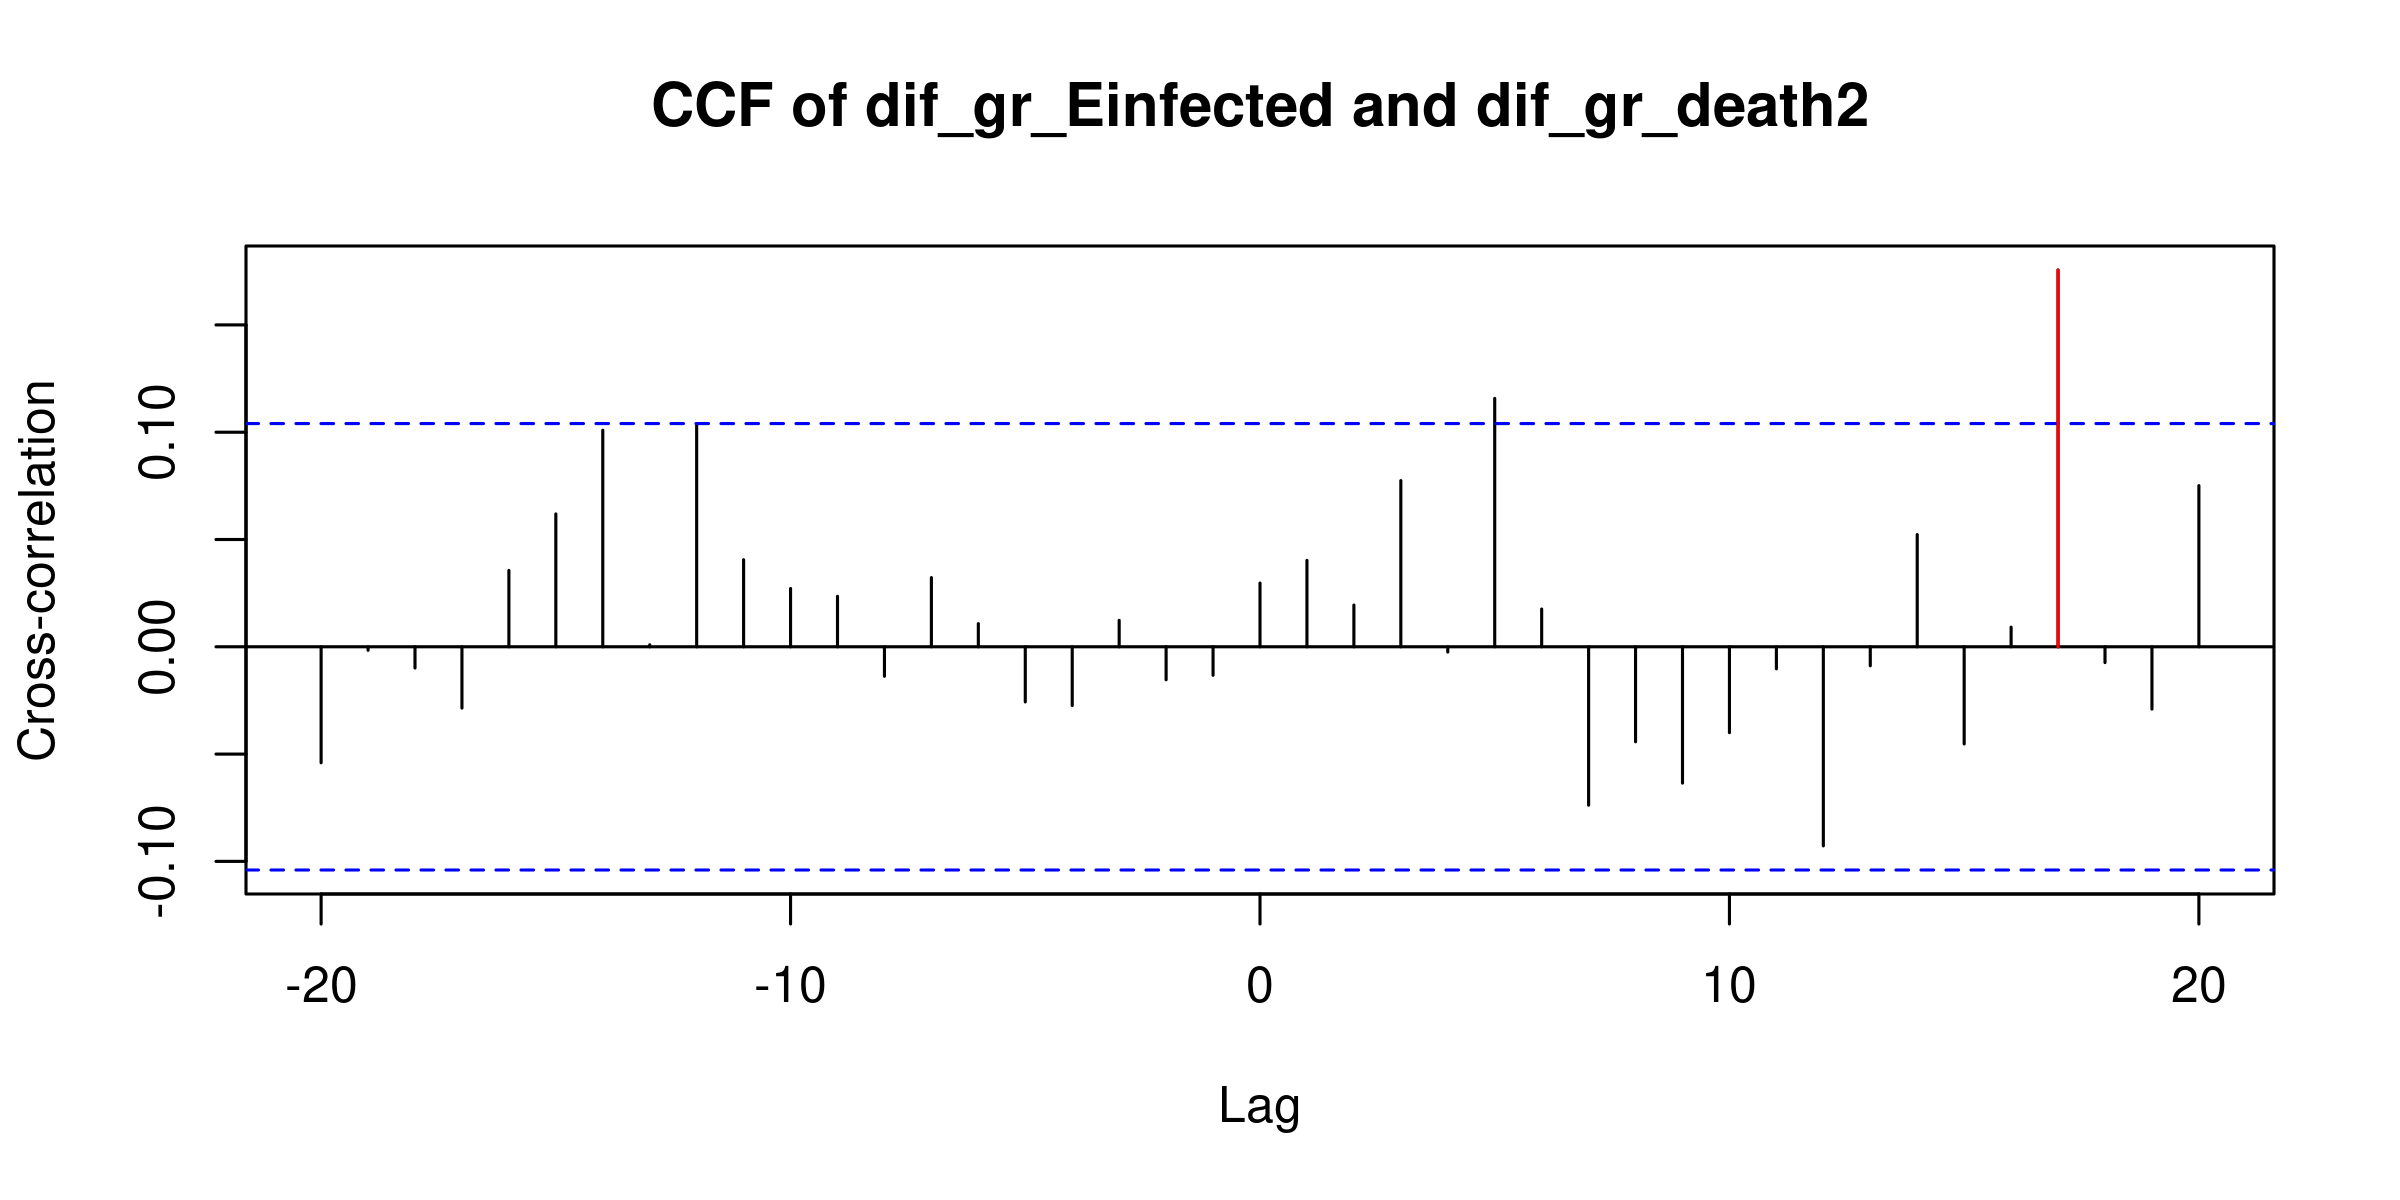 CCF of dif_gr_Einfected and dif_gr_death2
Cross-correlation
0.10
0.00
-0.10
-20 -10 0 10 20
Lag